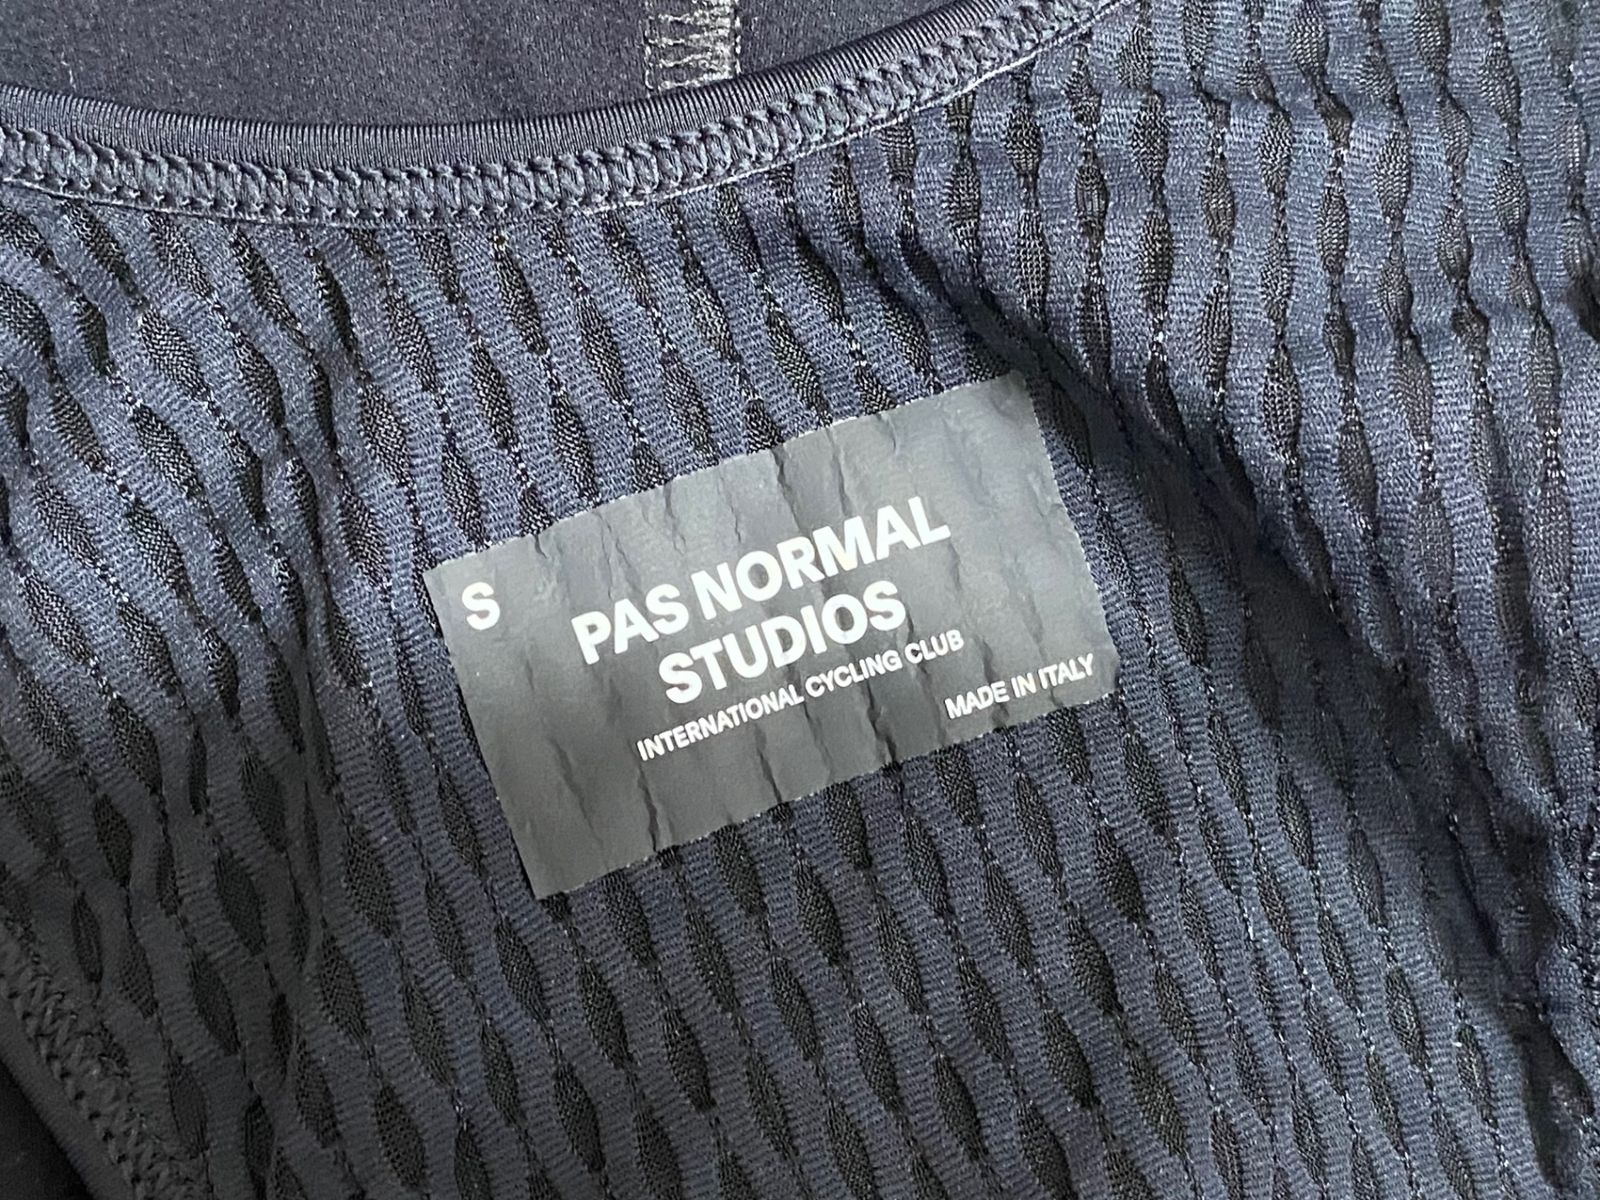 S
PAS NORMAL
STUDIOS
INTERNATIONAL CYCLING CLUB
MADE IN ITALY